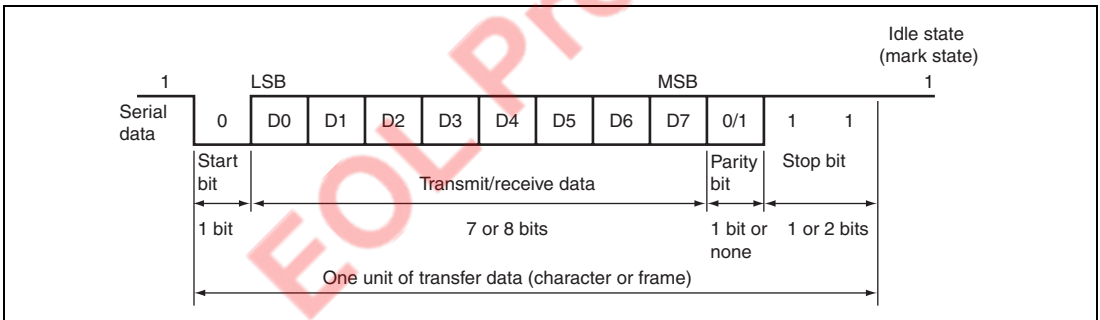 Idle state
(mark state)
1 LSB MSB 1
Serial
data
0 D0 D1 D2 D3 D4 D5 D6 D7 0/1 1 1
Start
bit
Transmit/receive data
Parity
bit
Stop bit
1 bit
7 or 8 bits
1 bit or
none
1 or 2 bits
One unit of transfer data (character or frame)
EOL Pro